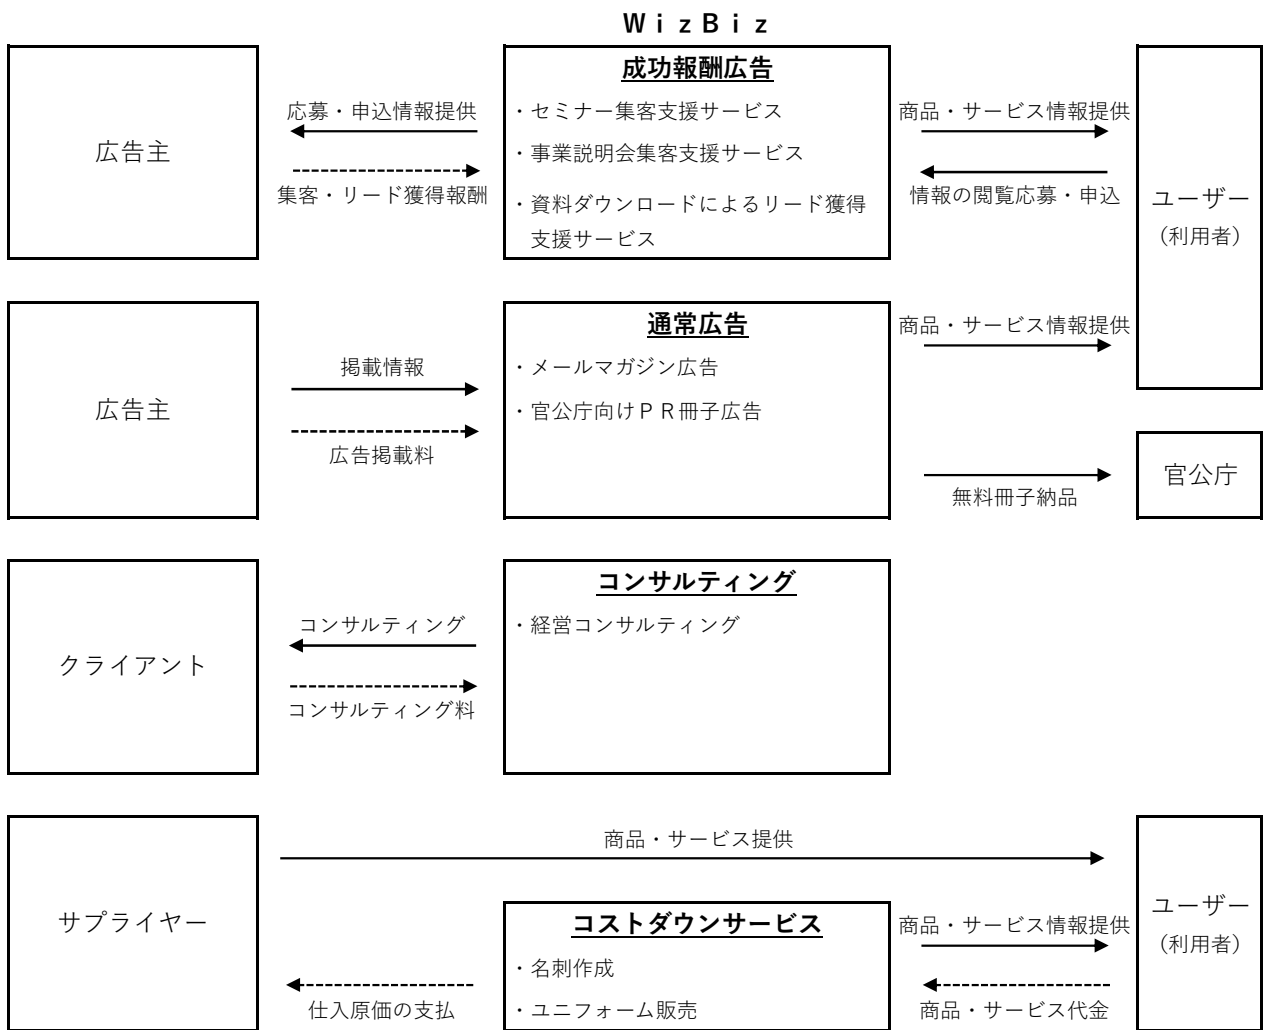 ＷｉｚＢｉｚ
広告主
応募・申込情報提供
集客・リード獲得報酬
成功報酬広告
・セミナー集客支援サービス
・事業説明会集客支援サービス
・資料ダウンロードによるリード獲得
支援サービス
商品・サービス情報提供
情報の閲覧応募・申込
ユーザー
（利用者）
広告主
掲載情報
広告掲載料
通常広告
・メールマガジン広告
・官公庁向けＰＲ冊子広告
商品・サービス情報提供
無料冊子納品
官公庁
クライアント
コンサルティング
コンサルティング料
コンサルティング
・経営コンサルティング
サプライヤー
商品・サービス提供
仕入原価の支払
コストダウンサービス
・名刺作成
・ユニフォーム販売
商品・サービス情報提供
商品・サービス代金
ユーザー
（利用者）